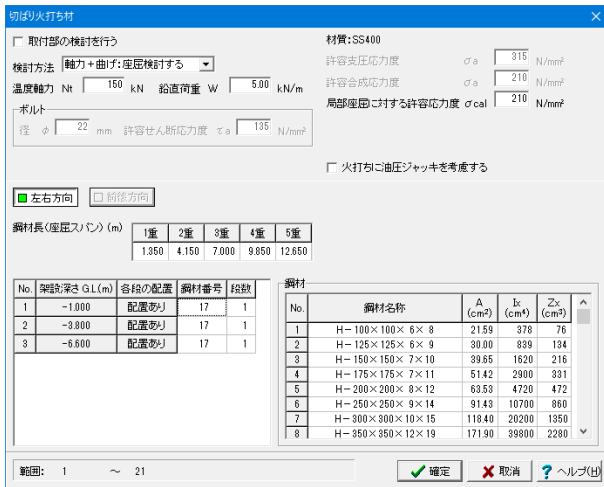 切ばり火打ち材
取付部の検討を行う
検討方法 軸力+曲げ:座屈検討する
温度軸力 Nt 150 kN 鉛直荷重 W 5.00 kN/m
ボルト
径 φ 22 mm 許容せん断応力度 τa 135 N/mm²
材質:SS400
許容支圧応力度 σa 315 N/mm²
許容合成応力度 σa 210 N/mm²
局部座屈に対する許容応力度 σcal 210 N/mm²
火打ちに油圧ジャッキを考慮する
左右方向 前後方向
鋼材長(座屈スパン)(m)
1重 2重 3重 4重 5重
1.350 4.150 7.000 9.850 12.650
No. 架設深さ G.L(m) 各段の配置 鋼材番号 段数
1 -1.000 配置あり 17 1
2 -3.800 配置あり 17 1
3 -6.600 配置あり 17 1
鋼材
No. 鋼材名称 A (cm²) Ix (cm⁴) Zx (cm³)
1 H-100×100× 6× 8 21.59 378 76
2 H-125×125× 6× 9 30.00 839 134
3 H-150×150× 7×10 39.65 1620 216
4 H-175×175× 7×11 51.42 2900 331
5 H-200×200× 8×12 63.53 4720 472
6 H-250×250× 9×14 91.43 10700 860
7 H-300×300×10×15 118.40 20200 1350
8 H-350×350×12×19 171.90 39800 2280
範囲: 1 ～ 21
確定 取消 ? ヘルプ(H)